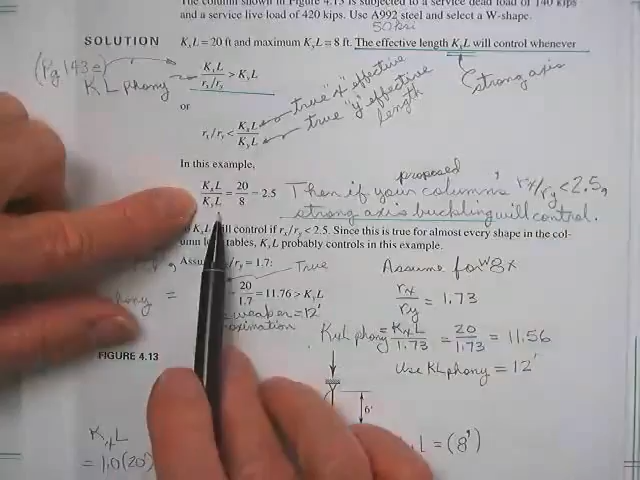 The column shown in Figure 4.13 is subjected to a service dead load of 140 kips
and a service live load of 420 kips. Use A992 steel and select a W-shape.
50ksi
SOLUTION
KxL = 20 ft and maximum KyL = 8 ft. The effective length KxL will control whenever
(Pg 143e)
KL phony
KxL / rx/ry > KyL
strong axis
or
true "x" effective
rx/ry < KxL / KyL
true "y" effective
length
In this example,
proposed
KxL / KyL = 20 / 8 = 2.5
Then if your columns' rx/ry < 2.5,
strong axis buckling will control.
KxL will control if rx/ry < 2.5. Since this is true for almost every shape in the col-
tables, KxL probably controls in this example.
/ry = 1.7:
True
Assume for W8x
phony =
20 / 1.7 = 11.76 > KyL
rx / ry = 1.73
= weaker = 12'
KxL phony = KxL / 1.73 = 20 / 1.73 = 11.56
Use KL phony = 12'
FIGURE 4.13
6'
KxL
= 1.0(20')
L = (8')